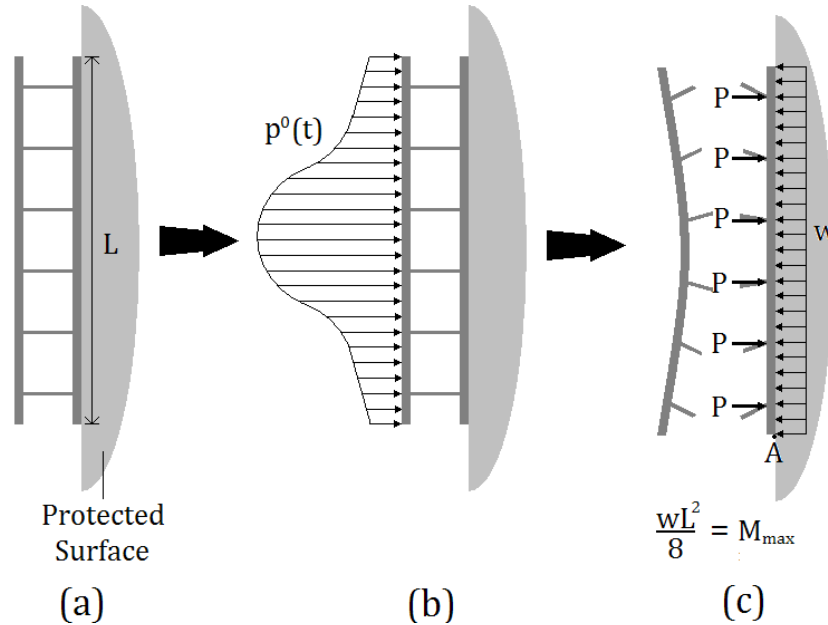 L
Protected
Surface
(a)
p⁰(t)
(b)
P
P
P
P
P
P
w
A
wL²/8 = Mmax
(c)